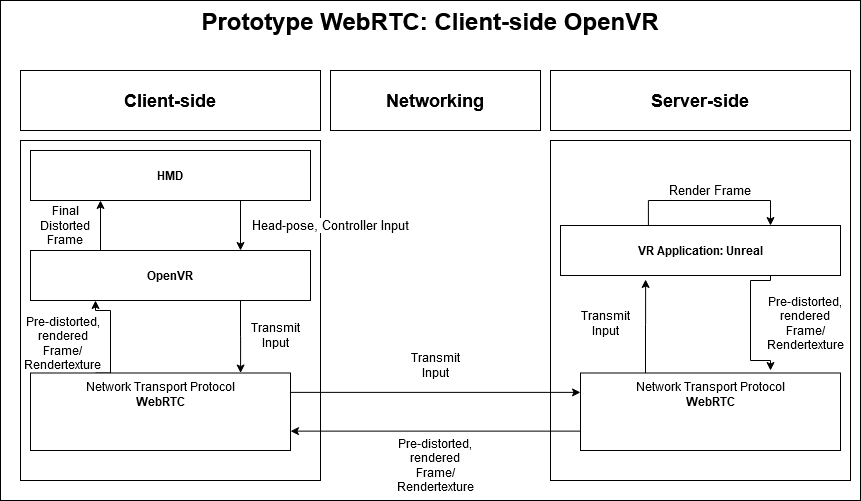 Prototype WebRTC: Client-side OpenVR
Client-side
Networking
Server-side
HMD
Final
Distorted
Frame
Head-pose, Controller Input
OpenVR
Pre-distorted,
rendered
Frame/
Rendertexture
Transmit
Input
Network Transport Protocol
WebRTC
Transmit
Input
Pre-distorted,
rendered
Frame/
Rendertexture
Render Frame
VR Application: Unreal
Transmit
Input
Pre-distorted,
rendered
Frame/
Rendertexture
Network Transport Protocol
WebRTC